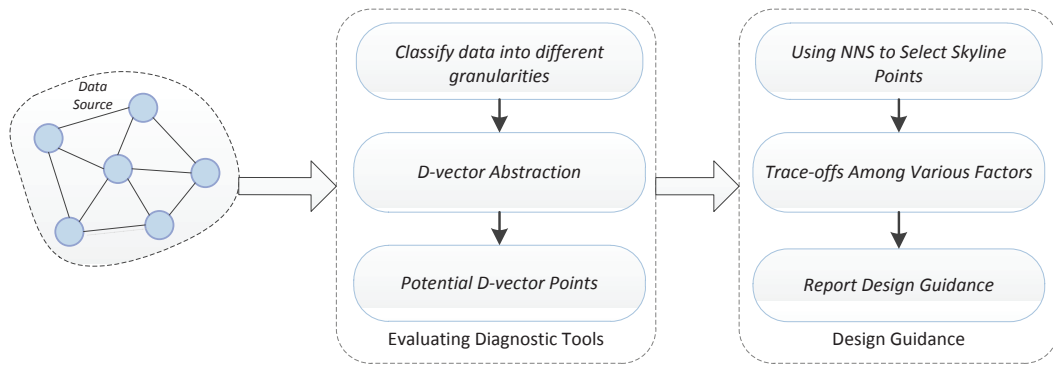 Data
Source
Classify data into different
granularities
D-vector Abstraction
Potential D-vector Points
Evaluating Diagnostic Tools
Using NNS to Select Skyline
Points
Trace-offs Among Various Factors
Report Design Guidance
Design Guidance